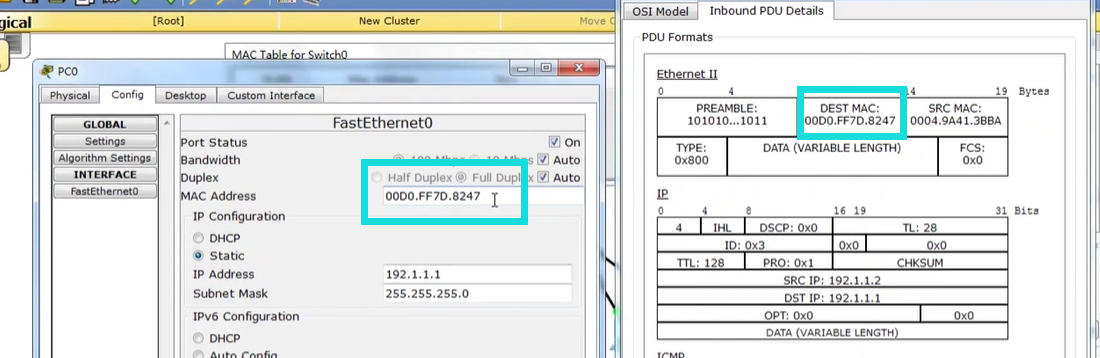 gical
[Root]
New Cluster
Move C
MAC Table for Switch0
PC0
Physical Config Desktop Custom Interface
GLOBAL
Settings
Algorithm Settings
INTERFACE
FastEthernet0
FastEthernet0
Port Status On
Bandwidth 100 Mbps 10 Mbps Auto
Duplex Half Duplex Full Duplex Auto
MAC Address 00D0.FF7D.8247
IP Configuration
DHCP
Static
IP Address 192.1.1.1
Subnet Mask 255.255.255.0
IPv6 Configuration
DHCP
Auto Config
OSI Model Inbound PDU Details
PDU Formats
Ethernet II
0 4 14 19 Bytes
PREAMBLE: DEST MAC: SRC MAC:
101010...1011 00D0.FF7D.8247 0004.9A41.3BBA
TYPE: DATA (VARIABLE LENGTH) FCS:
0x800 0x0
IP
0 4 8 16 19 31 Bits
4 IHL DSCP: 0x0 TL: 28
ID: 0x3 0x0 0x0
TTL: 128 PRO: 0x1 CHKSUM
SRC IP: 192.1.1.2
DST IP: 192.1.1.1
OPT: 0x0 0x0
DATA (VARIABLE LENGTH)
ICMP